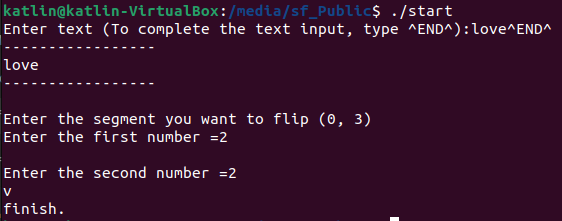 katlin@katlin-VirtualBox:/media/sf_Public$ ./start
Enter text (To complete the text input, type ^END^):love^END^
-----------------
love
-----------------
Enter the segment you want to flip (0, 3)
Enter the first number =2
Enter the second number =2
v
finish.